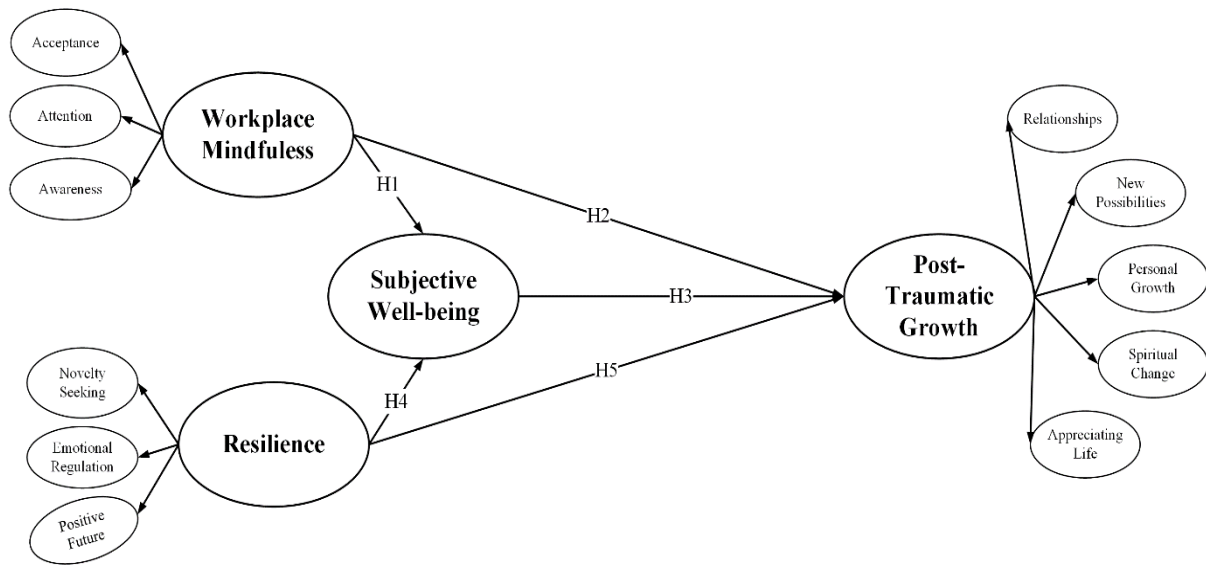 Acceptance
Attention
Awareness
Workplace
Mindfuless
H1
H2
Subjective
Well-being
H3
H4
H5
Novelty
Seeking
Emotional
Regulation
Positive
Future
Resilience
Post-
Traumatic
Growth
Relationships
New
Possibilities
Personal
Growth
Spiritual
Change
Appreciating
Life